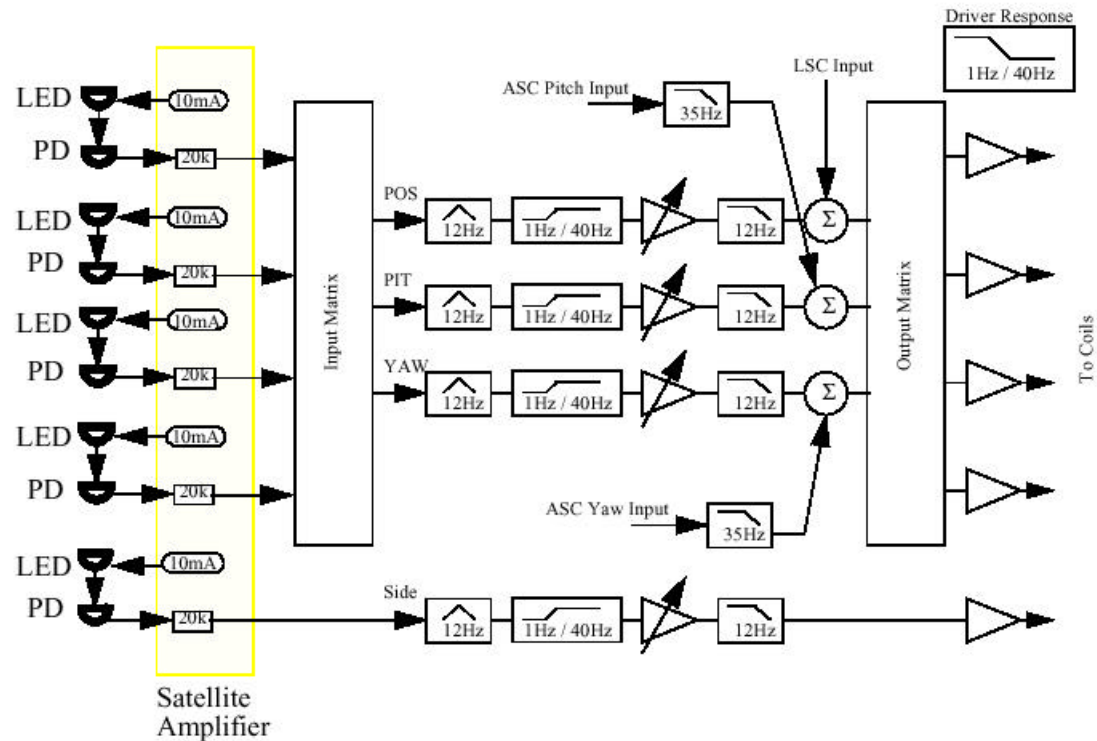 Driver Response
1Hz / 40Hz
LSC Input
ASC Pitch Input
35Hz
LED
10mA
PD
20k
LED
10mA
PD
20k
LED
10mA
PD
20k
LED
10mA
PD
20k
LED
10mA
PD
20k
Satellite
Amplifier
Input Matrix
POS
12Hz
1Hz / 40Hz
12Hz
Σ
PIT
12Hz
1Hz / 40Hz
12Hz
Σ
YAW
12Hz
1Hz / 40Hz
12Hz
Σ
ASC Yaw Input
35Hz
Side
12Hz
1Hz / 40Hz
12Hz
Output Matrix
To Coils